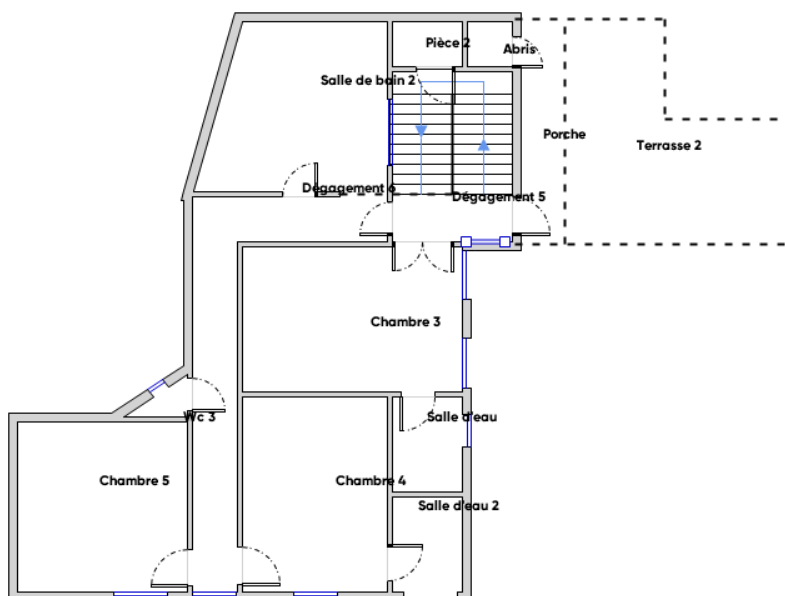 Pièce 2
Abris
Salle de bain 2
Porche
Terrasse 2
Dégagement 6
Dégagement 5
Chambre 3
Wc 3
Salle d'eau
Chambre 5
Chambre 4
Salle d'eau 2